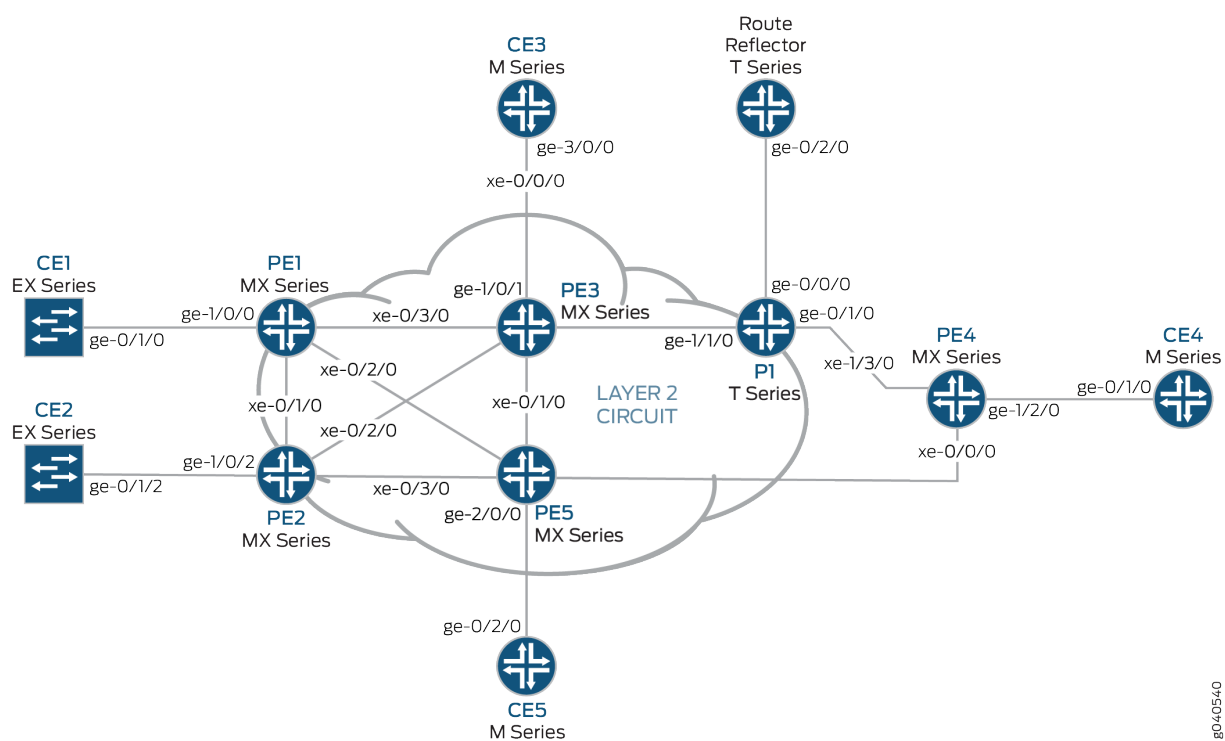 CE3
M Series
ge-3/0/0
xe-0/0/0
Route
Reflector
T Series
ge-0/2/0
CE1
EX Series
ge-0/1/0
PE1
MX Series
ge-1/0/0
xe-0/3/0
ge-1/0/1
PE3
MX Series
ge-0/0/0
ge-0/1/0
ge-1/1/0
P1
T Series
xe-1/3/0
PE4
MX Series
ge-1/2/0
xe-0/0/0
CE4
M Series
ge-0/1/0
xe-0/2/0
xe-0/1/0
xe-0/2/0
xe-0/1/0
LAYER 2
CIRCUIT
CE2
EX Series
ge-0/1/2
ge-1/0/2
PE2
MX Series
xe-0/3/0
ge-2/0/0
PE5
MX Series
ge-0/2/0
CE5
M Series
g040540